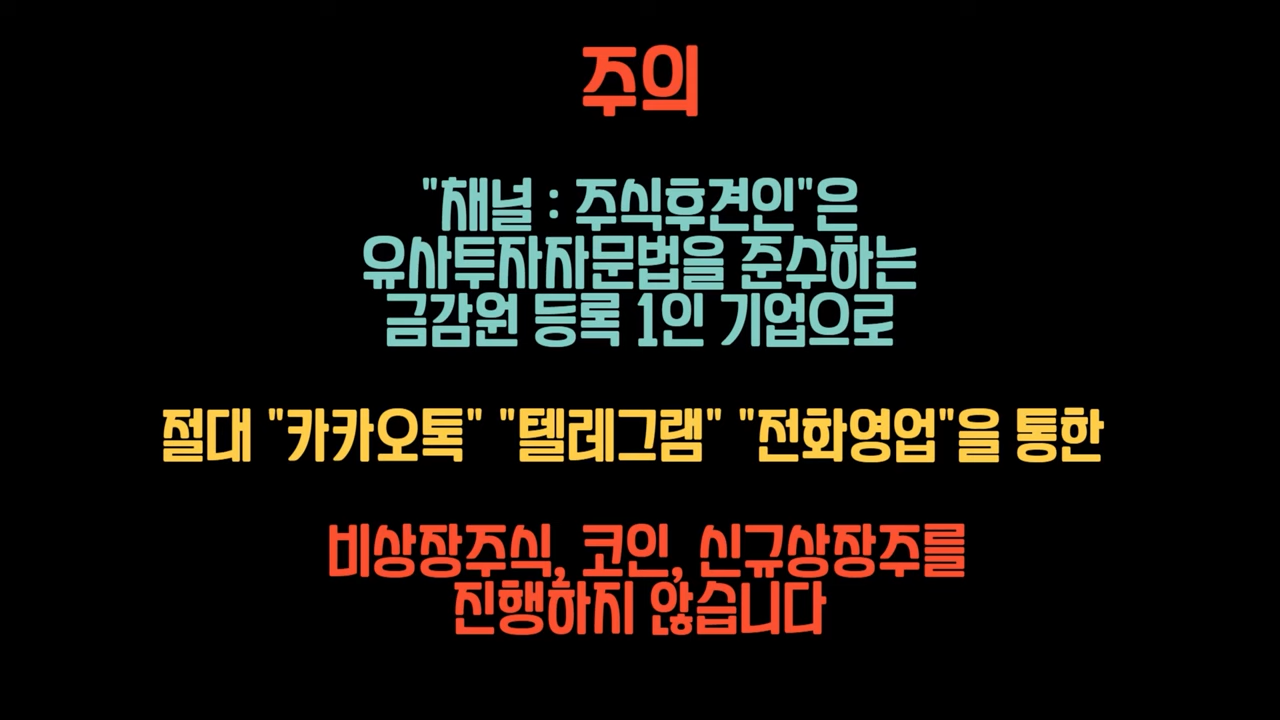 주의
"채널 : 주식후견인"은
유사투자자문법을 준수하는
금감원 등록 1인 기업으로
절대 "카카오톡" "텔레그램" "전화영업"을 통한
비상장주식, 코인, 신규상장주를
진행하지 않습니다